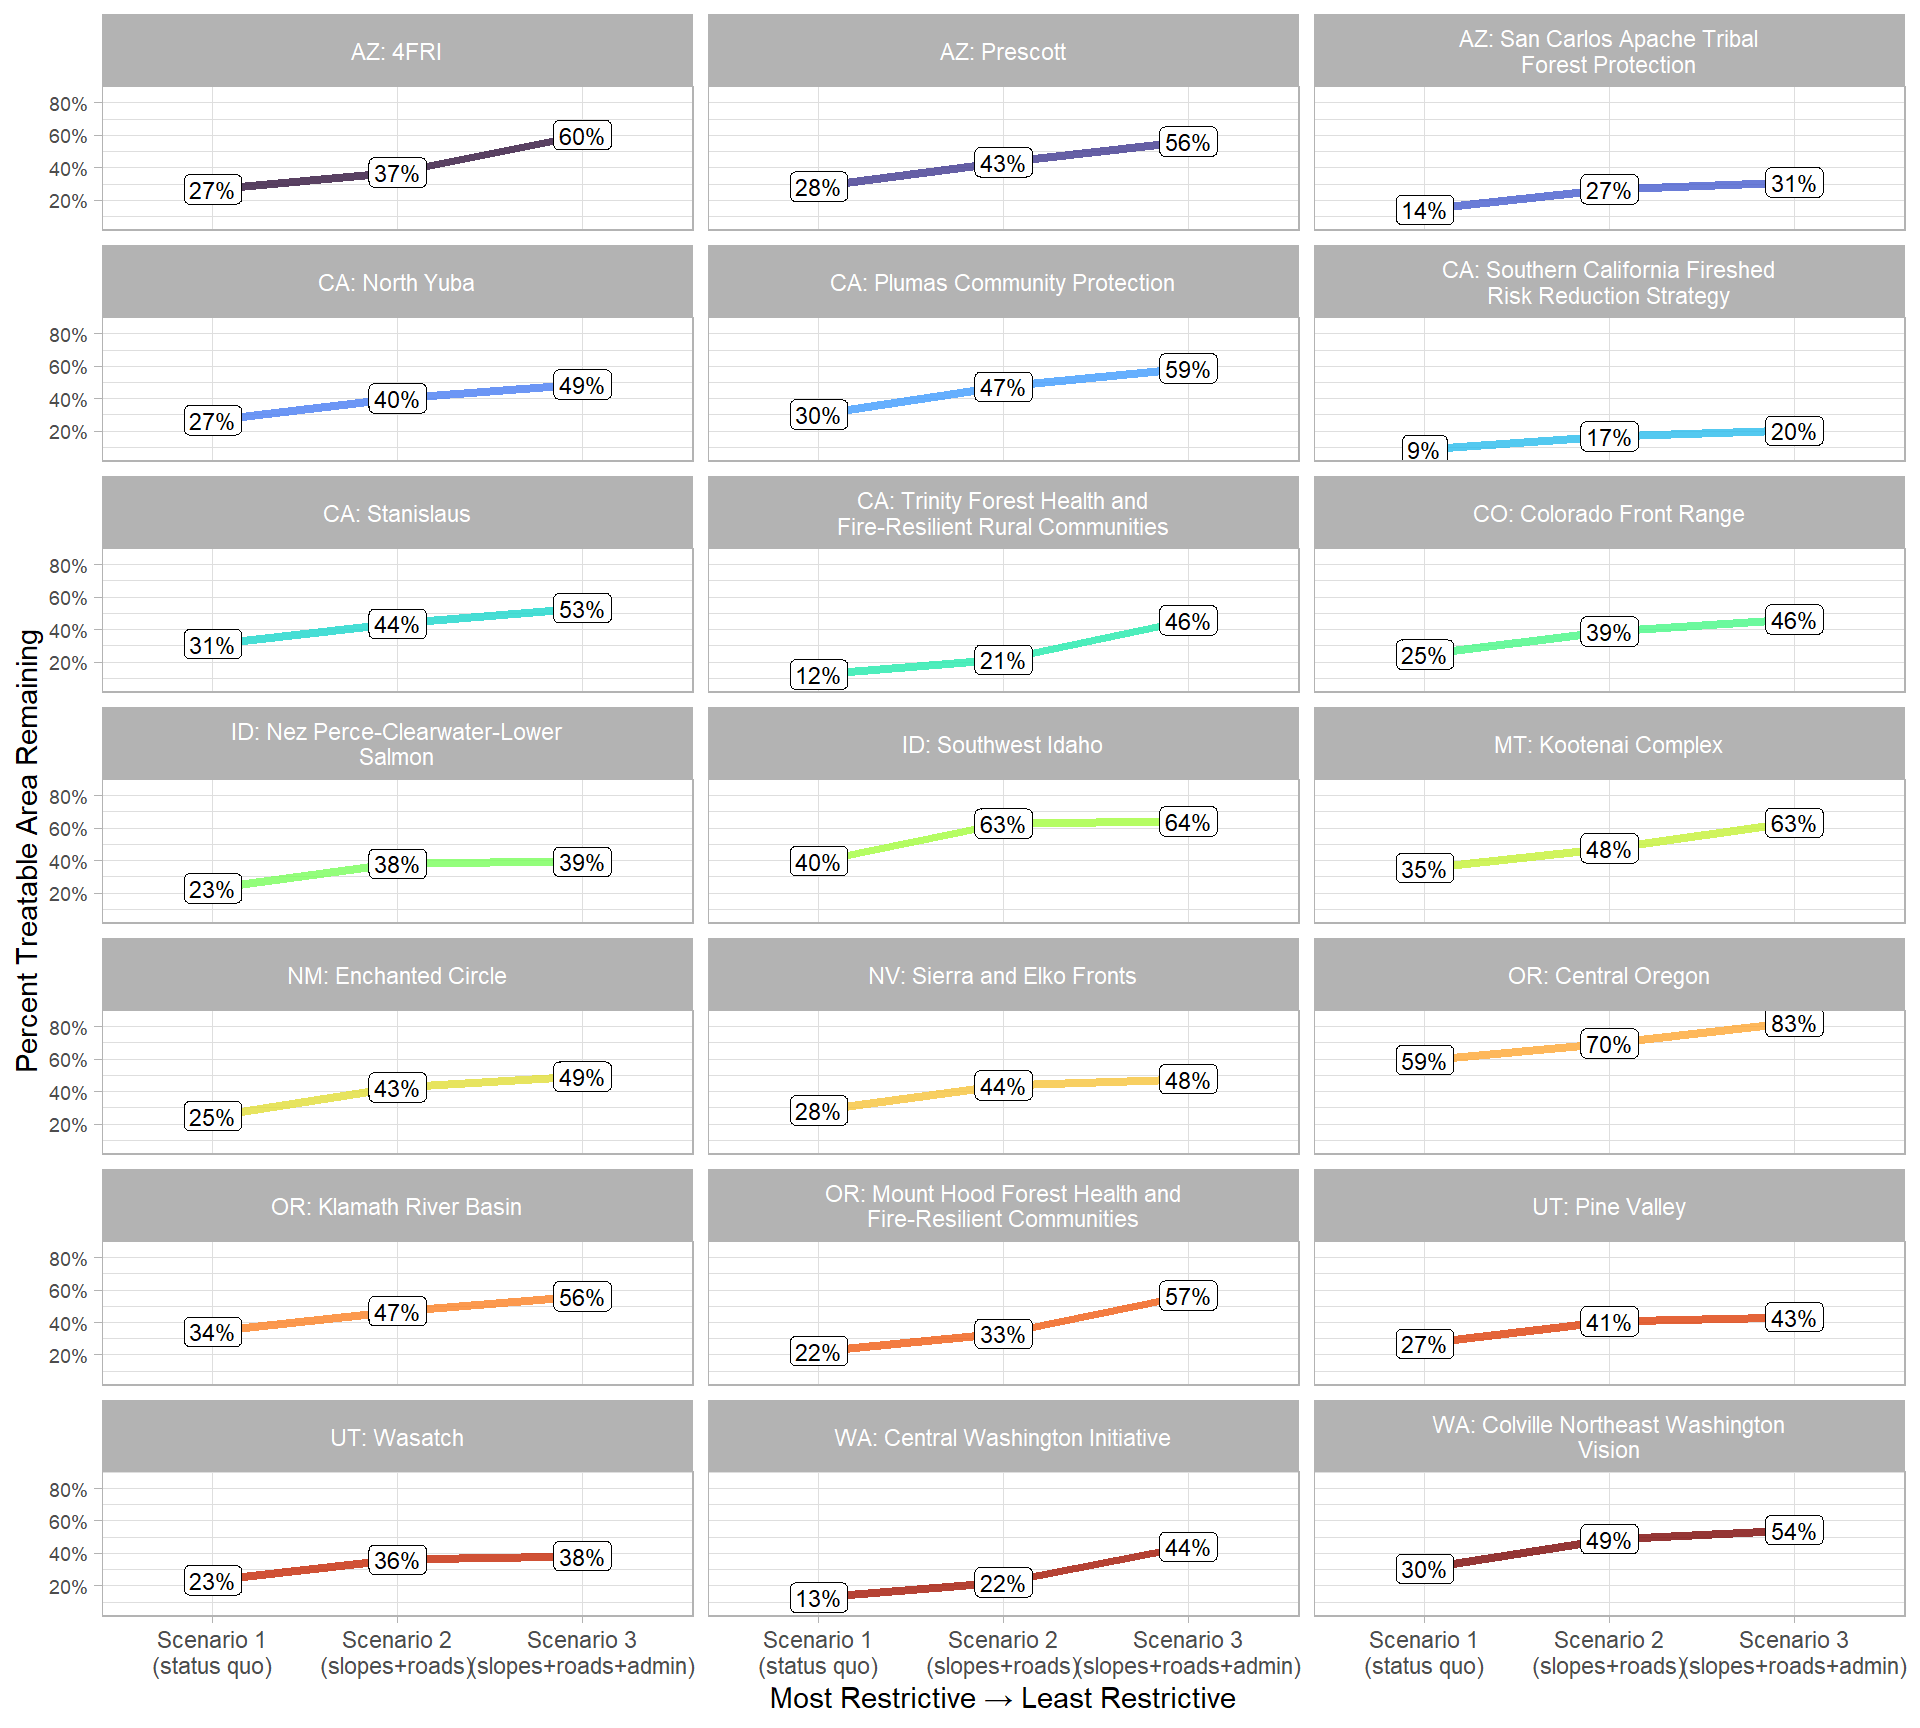 AZ: 4FRI
AZ: Prescott
AZ: San Carlos Apache Tribal
Forest Protection
80%
60%
40%
20%
27%
37%
60%
28%
43%
56%
14%
27%
31%
CA: North Yuba
CA: Plumas Community Protection
CA: Southern California Fireshed
Risk Reduction Strategy
80%
60%
40%
20%
27%
40%
49%
30%
47%
59%
9%
17%
20%
CA: Stanislaus
CA: Trinity Forest Health and
Fire-Resilient Rural Communities
CO: Colorado Front Range
80%
60%
40%
20%
31%
44%
53%
12%
21%
46%
25%
39%
46%
ID: Nez Perce-Clearwater-Lower
Salmon
ID: Southwest Idaho
MT: Kootenai Complex
80%
60%
40%
20%
23%
38%
39%
40%
63%
64%
35%
48%
63%
NM: Enchanted Circle
NV: Sierra and Elko Fronts
OR: Central Oregon
80%
60%
40%
20%
25%
43%
49%
28%
44%
48%
59%
70%
83%
OR: Klamath River Basin
OR: Mount Hood Forest Health and
Fire-Resilient Communities
UT: Pine Valley
80%
60%
40%
20%
34%
47%
56%
22%
33%
57%
27%
41%
43%
UT: Wasatch
WA: Central Washington Initiative
WA: Colville Northeast Washington
Vision
80%
60%
40%
20%
23%
36%
38%
13%
22%
44%
30%
49%
54%
Scenario 1
(status quo)
Scenario 2
(slopes+roads)
Scenario 3
(slopes+roads+admin)
Scenario 1
(status quo)
Scenario 2
(slopes+roads)
Scenario 3
(slopes+roads+admin)
Scenario 1
(status quo)
Scenario 2
(slopes+roads)
Scenario 3
(slopes+roads+admin)
Most Restrictive → Least Restrictive
Percent Treatable Area Remaining